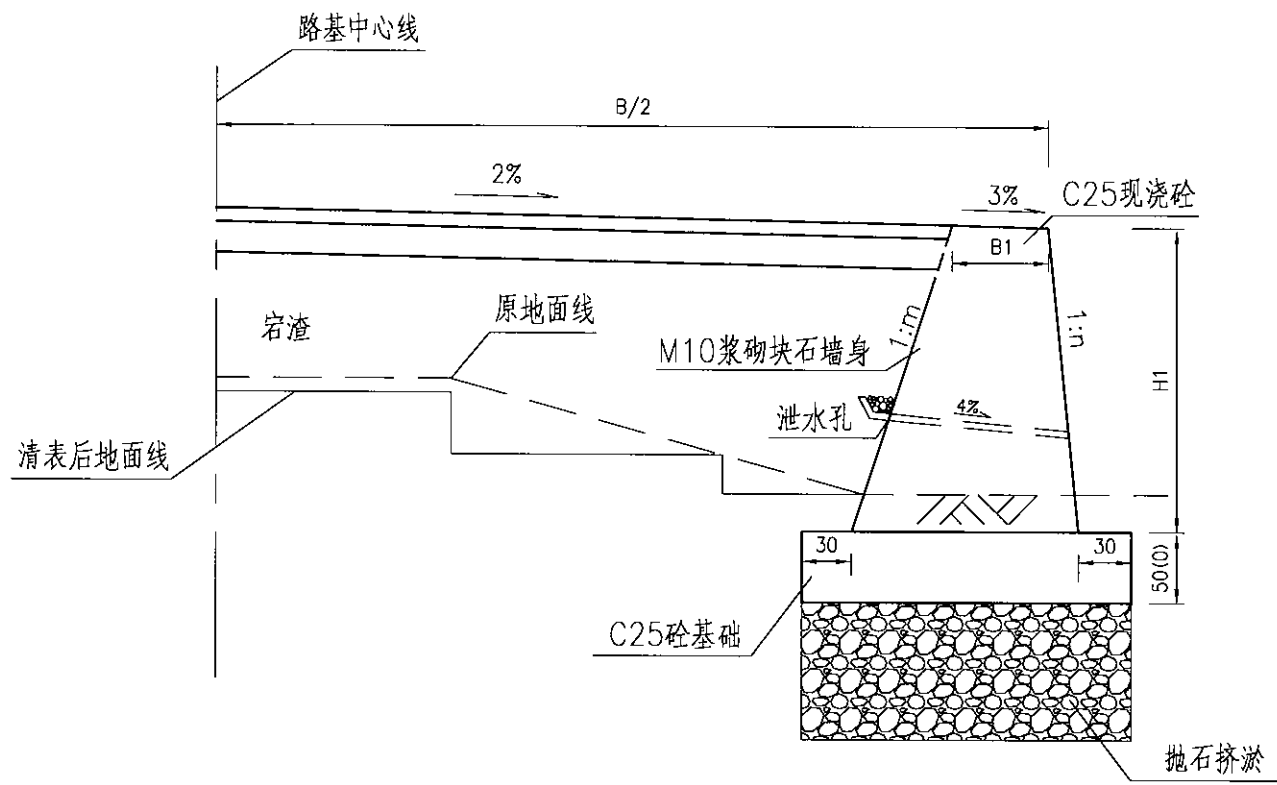 路基中心线
B/2
2%
3%
C25现浇砼
B1
原地面线
宕渣
1:m
1:n
M10浆砌块石墙身
H1
泄水孔
4%
清表后地面线
30
30
50(0)
C25砼基础
抛石挤淤